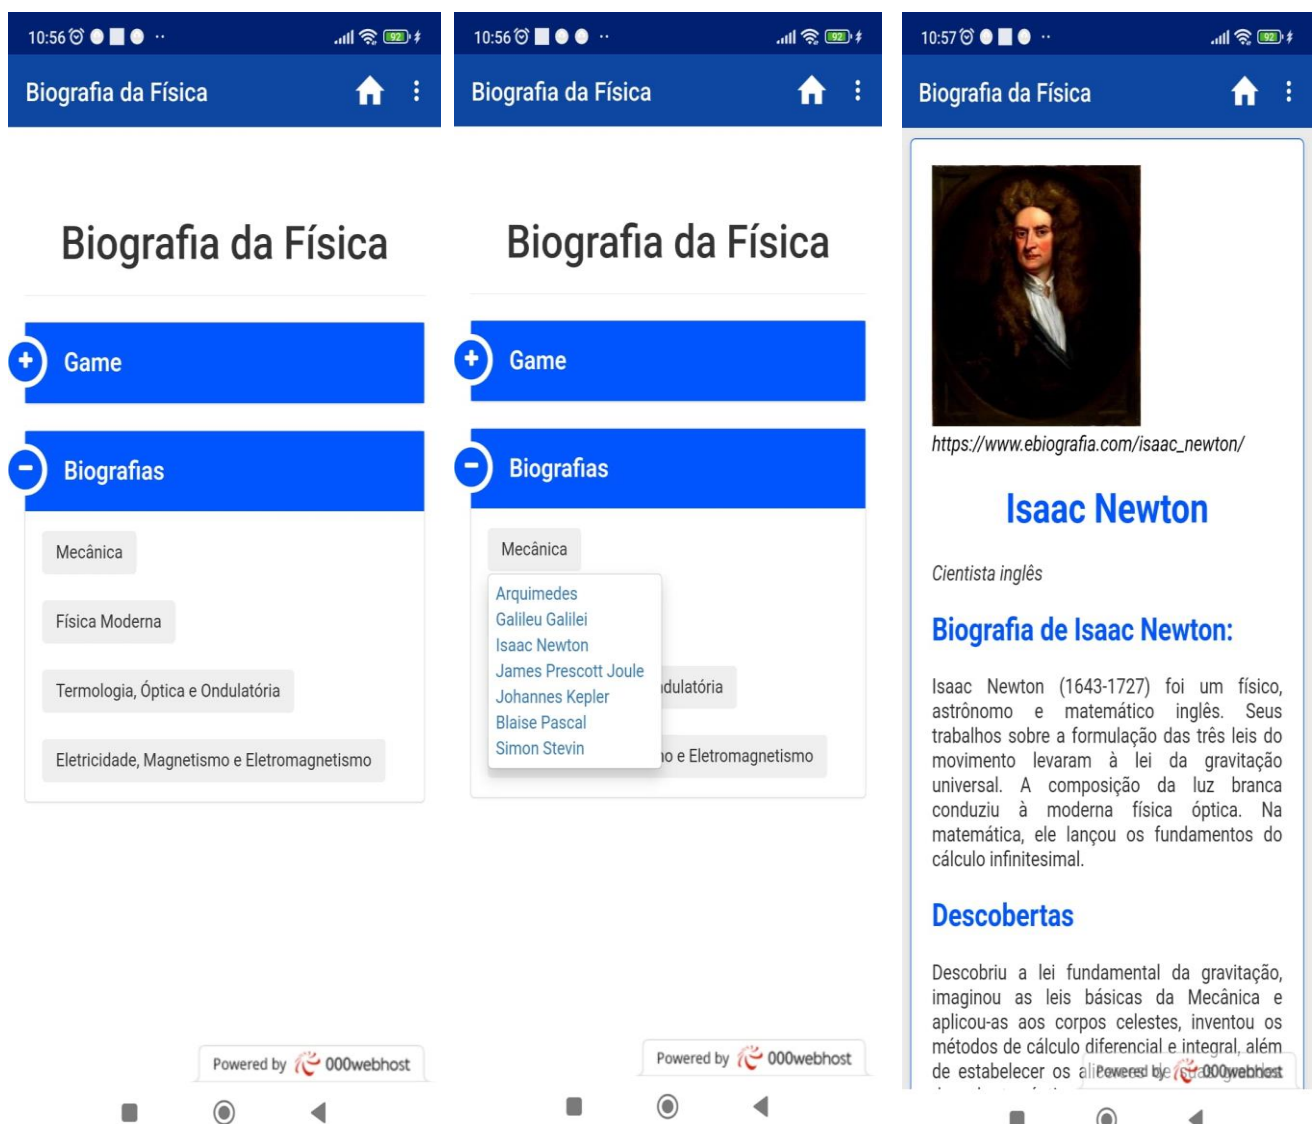 10:56
92
Biografia da Física
Biografia da Física
Game
Biografias
Mecânica
Física Moderna
Termologia, Óptica e Ondulatória
Eletricidade, Magnetismo e Eletromagnetismo
Powered by 000webhost
10:56
92
Biografia da Física
Biografia da Física
Game
Biografias
Mecânica
Arquimedes
Galileu Galilei
Isaac Newton
James Prescott Joule
Johannes Kepler
Blaise Pascal
Simon Stevin
dulatória
o e Eletromagnetismo
Powered by 000webhost
10:57
92
Biografia da Física
https://www.ebiografia.com/isaac_newton/
Isaac Newton
Cientista inglês
Biografia de Isaac Newton:
Isaac Newton (1643-1727) foi um físico,
astrônomo e matemático inglês. Seus
trabalhos sobre a formulação das três leis do
movimento levaram à lei da gravitação
universal. A composição da luz branca
conduziu à moderna física óptica. Na
matemática, ele lançou os fundamentos do
cálculo infinitesimal.
Descobertas
Descobriu a lei fundamental da gravitação,
imaginou as leis básicas da Mecânica e
aplicou-as aos corpos celestes, inventou os
métodos de cálculo diferencial e integral, além
de estabelecer os
Powered by 000webhost